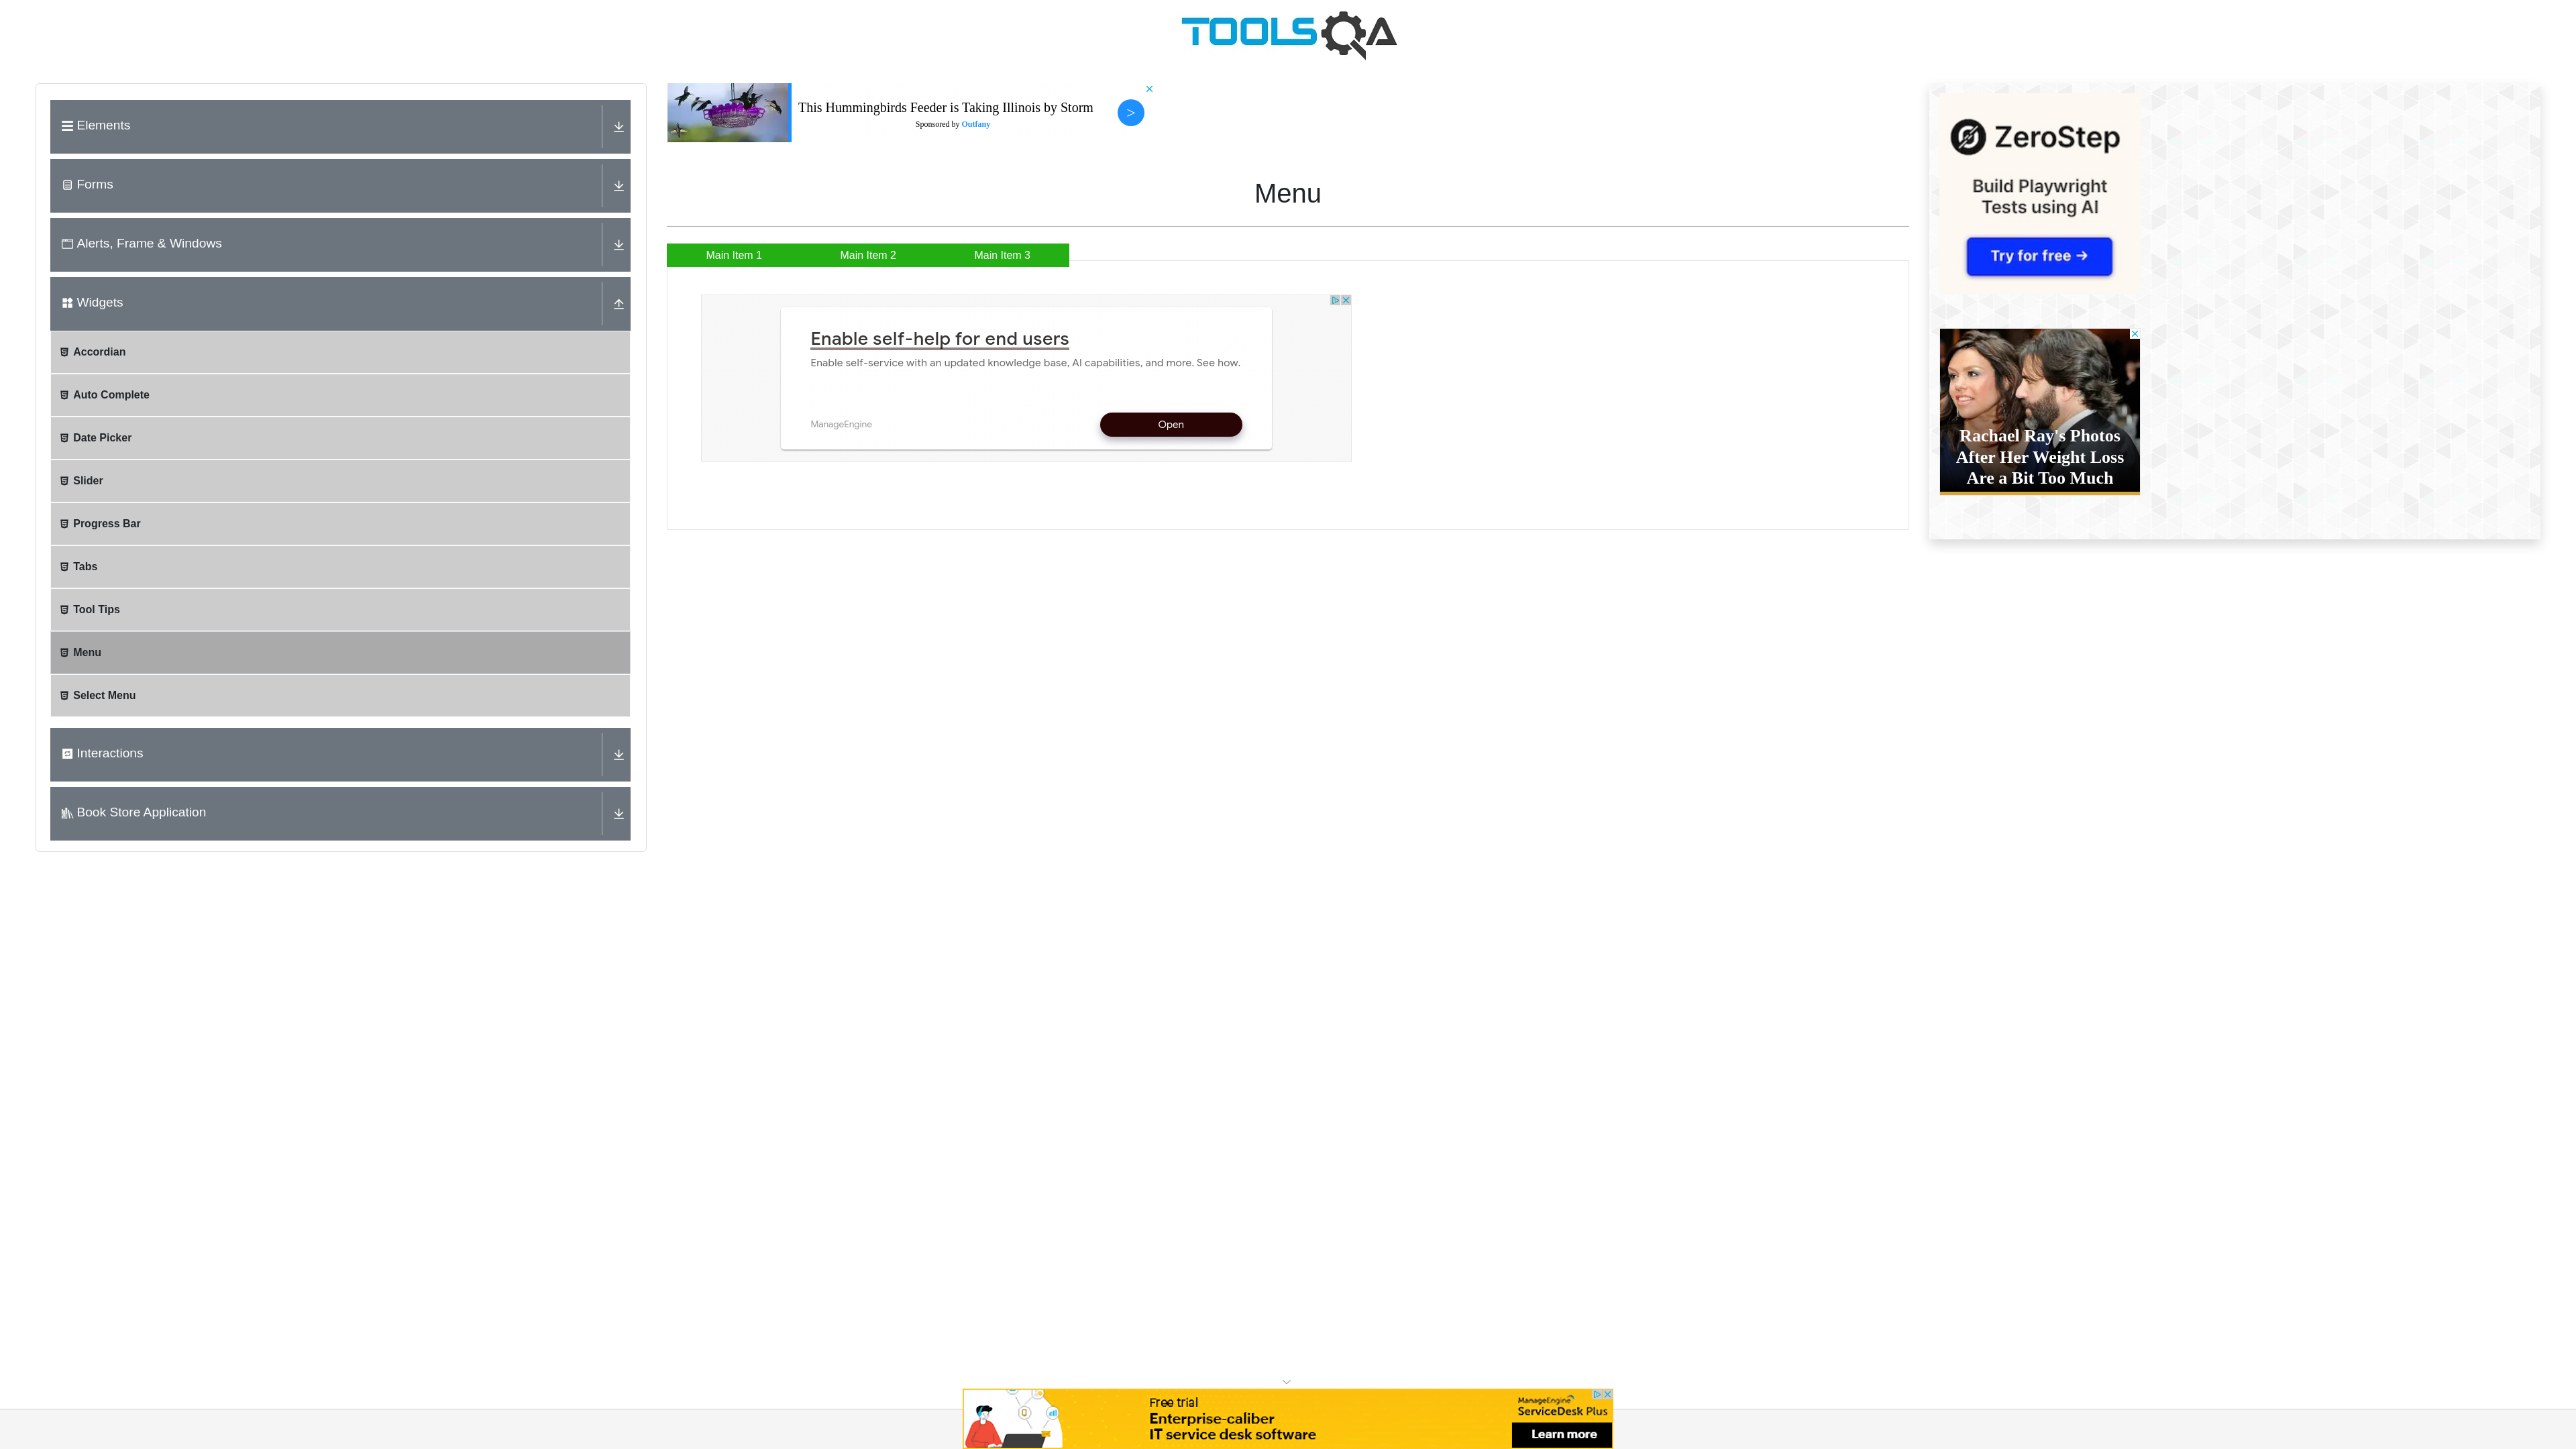 TOOLSQA
Elements
Forms
Alerts, Frame & Windows
Widgets
Accordian
Auto Complete
Date Picker
Slider
Progress Bar
Tabs
Tool Tips
Menu
Select Menu
Interactions
Book Store Application
This Hummingbirds Feeder is Taking Illinois by Storm
Sponsored by Outfany
>
Menu
Main Item 1 Main Item 2 Main Item 3
Enable self-help for end users
Enable self-service with an updated knowledge base, AI capabilities, and more. See how.
ManageEngine
Open
ZeroStep
Build Playwright
Tests using AI
Try for free →
Rachael Ray's Photos
After Her Weight Loss
Are a Bit Too Much
Free trial
Enterprise-caliber
IT service desk software
ManageEngine
ServiceDesk Plus
Learn more